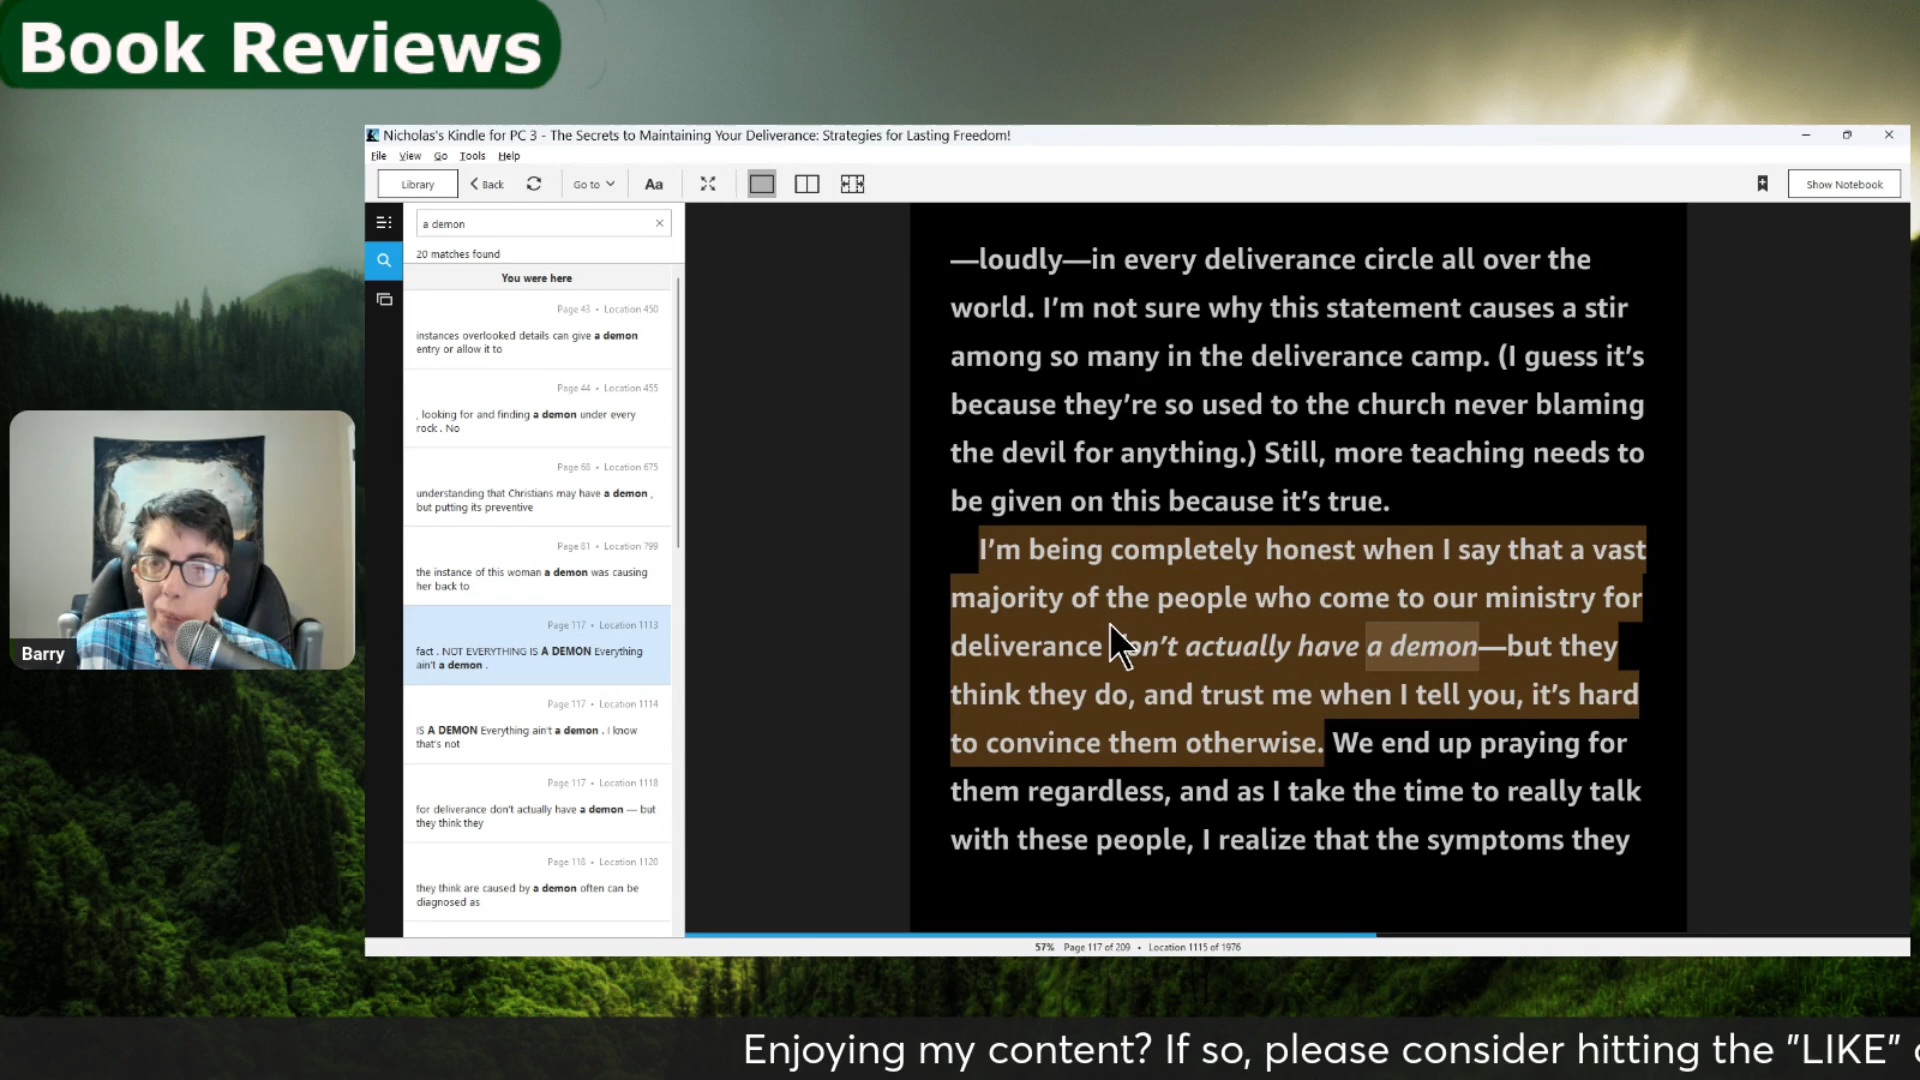 Book Reviews
Nicholas's Kindle for PC 3 - The Secrets to Maintaining Your Deliverance: Strategies for Lasting Freedom!
File View Go Tools Help
Library Back Go to Aa Show Notebook
a demon
20 matches found
You were here
Page 43 • Location 450
instances overlooked details can give a demon
entry or allow it to
Page 44 • Location 455
, looking for and finding a demon under every
rock . No
Page 68 • Location 675
understanding that Christians may have a demon ,
but putting its preventive
Page 81 • Location 799
the instance of this woman a demon was causing
her back to
Page 117 • Location 1113
fact . NOT EVERYTHING IS A DEMON Everything
ain't a demon .
Page 117 • Location 1114
IS A DEMON Everything ain't a demon . I know
that's not
Page 117 • Location 1118
for deliverance don't actually have a demon — but
they think they
Page 118 • Location 1120
they think are caused by a demon often can be
diagnosed as
—loudly—in every deliverance circle all over the
world. I'm not sure why this statement causes a stir
among so many in the deliverance camp. (I guess it's
because they're so used to the church never blaming
the devil for anything.) Still, more teaching needs to
be given on this because it's true.
I'm being completely honest when I say that a vast
majority of the people who come to our ministry for
deliverance don't actually have a demon—but they
think they do, and trust me when I tell you, it's hard
to convince them otherwise. We end up praying for
them regardless, and as I take the time to really talk
with these people, I realize that the symptoms they
57% Page 117 of 209 • Location 1115 of 1976
Barry
Enjoying my content? If so, please consider hitting the "LIKE"